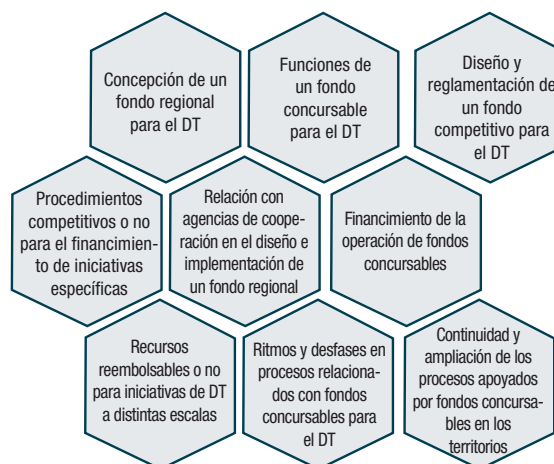 Concepción de un
fondo regional
para el DT
Funciones de
un fondo
concursable
para el DT
Diseño y
reglamentación de
un fondo
competitivo para
el DT
Procedimientos
competitivos o no
para el financimien-
to de iniciativas
específicas
Relación con
agencias de coope-
ración en el diseño e
implementación de
un fondo regional
Financimiento de la
operación de fondos
concursables
Recursos
reembolsables o no
para iniciativas de DT
a distintas escalas
Ritmos y desfases en
procesos relaciona-
dos con fondos
concursables para
el DT
Continuidad y
ampliación de los
procesos apoyados
por fondos concursa-
bles en los
territorios